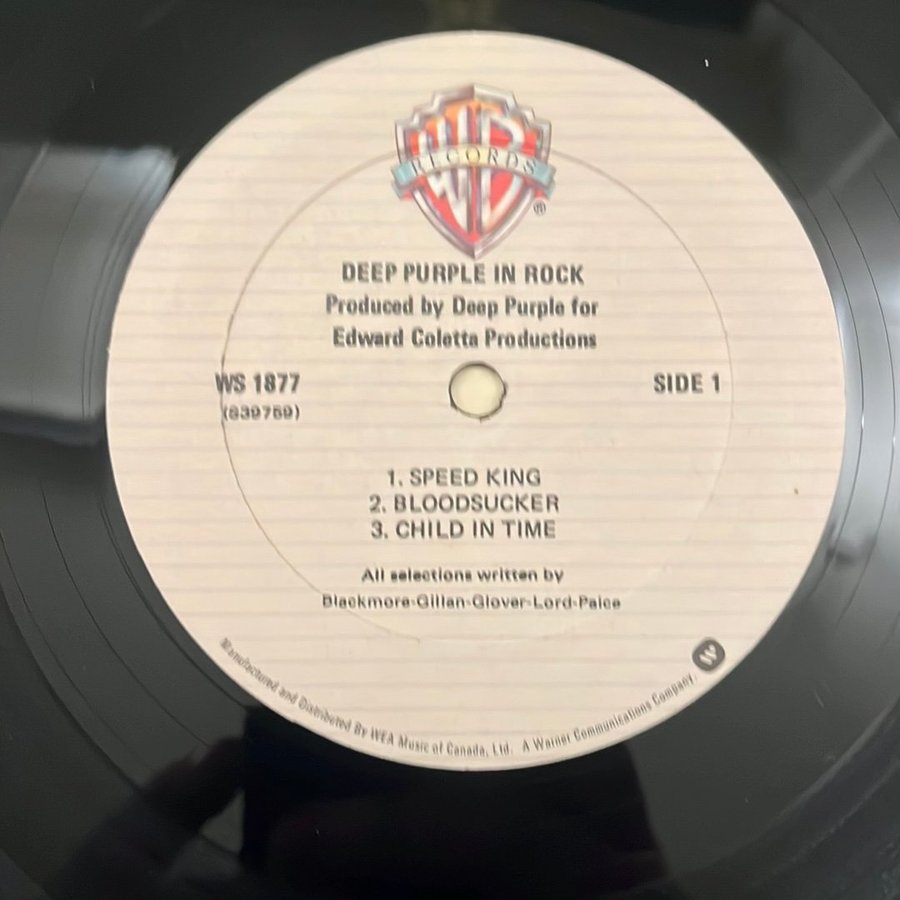 WB
RECORDS
®
DEEP PURPLE IN ROCK
Produced by Deep Purple for
Edward Coletta Productions
WS 1877
(S39759)
SIDE 1
1. SPEED KING
2. BLOODSUCKER
3. CHILD IN TIME
All selections written by
Blackmore-Gillan-Glover-Lord-Paice
Manufactured and Distributed By WEA Music of Canada, Ltd. A Warner Communications Company.